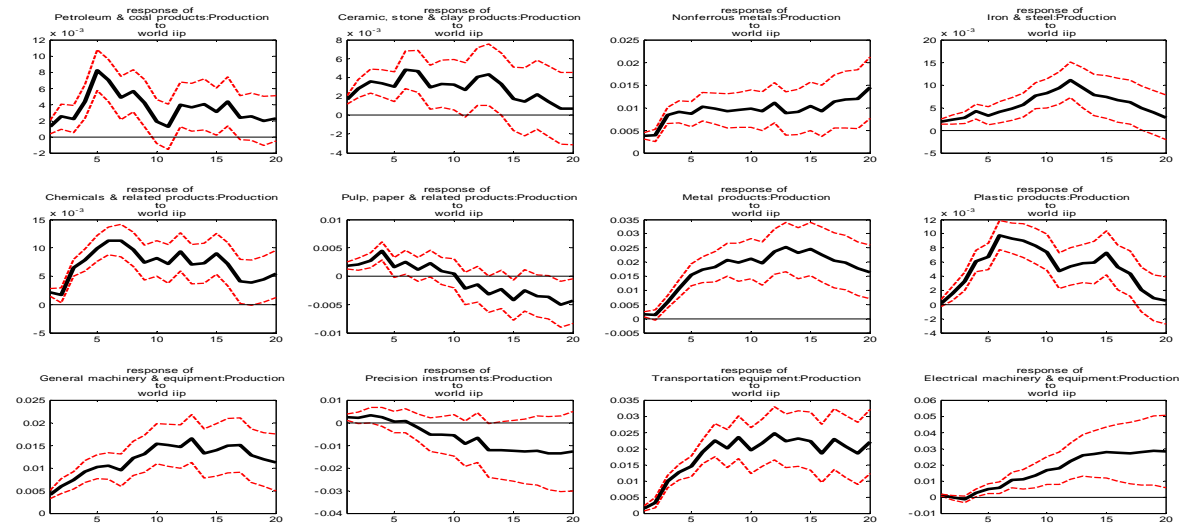 response of
Petroleum & coal products:Production
to
world iip
x 10⁻³
12
10
8
6
4
2
0
-2
5
10
15
20
response of
Ceramic, stone & clay products:Production
to
world iip
x 10⁻³
8
6
4
2
0
-2
-4
5
10
15
20
response of
Nonferrous metals:Production
to
world iip
0.025
0.02
0.015
0.01
0.005
0
5
10
15
20
response of
Iron & steel:Production
to
world iip
x 10⁻³
20
15
10
5
0
-5
5
10
15
20
response of
Chemicals & related products:Production
to
world iip
x 10⁻³
15
10
5
0
-5
5
10
15
20
response of
Pulp, paper & related products:Production
to
world iip
0.01
0.005
0
-0.005
-0.01
5
10
15
20
response of
Metal products:Production
to
world iip
0.035
0.03
0.025
0.02
0.015
0.01
0.005
0
-0.005
5
10
15
20
response of
Plastic products:Production
to
world iip
x 10⁻³
12
10
8
6
4
2
0
-2
-4
5
10
15
20
response of
General machinery & equipment:Production
to
world iip
0.025
0.02
0.015
0.01
0.005
0
5
10
15
20
response of
Precision instruments:Production
to
world iip
0.01
0
-0.01
-0.02
-0.03
-0.04
5
10
15
20
response of
Transportation equipment:Production
to
world iip
0.035
0.03
0.025
0.02
0.015
0.01
0.005
0
5
10
15
20
response of
Electrical machinery & equipment:Production
to
world iip
0.06
0.05
0.04
0.03
0.02
0.01
0
-0.01
5
10
15
20